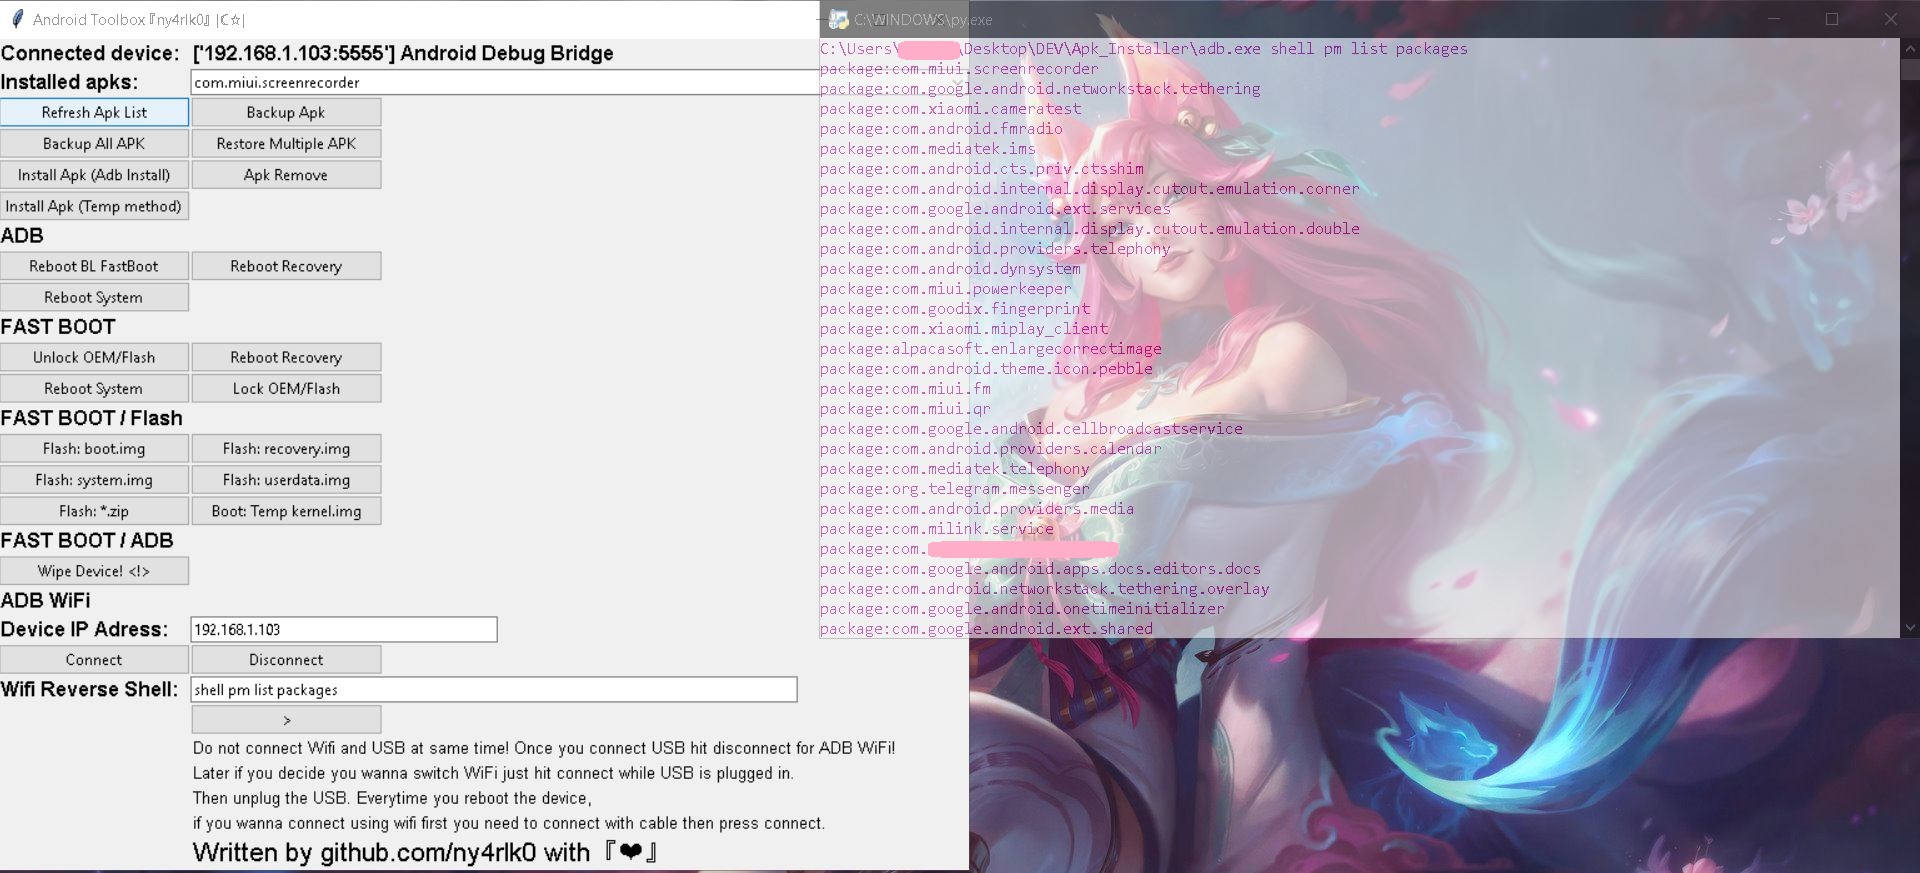 Android Toolbox『ny4rlk0』|☾☆|
Connected device: ['192.168.1.103:5555'] Android Debug Bridge
Installed apks: com.miui.screenrecorder
Refresh Apk List Backup Apk
Backup All APK Restore Multiple APK
Install Apk (Adb Install) Apk Remove
Install Apk (Temp method)
ADB
Reboot BL FastBoot Reboot Recovery
Reboot System
FAST BOOT
Unlock OEM/Flash Reboot Recovery
Reboot System Lock OEM/Flash
FAST BOOT / Flash
Flash: boot.img Flash: recovery.img
Flash: system.img Flash: userdata.img
Flash: *.zip Boot: Temp kernel.img
FAST BOOT / ADB
Wipe Device! <!>
ADB WiFi
Device IP Adress: 192.168.1.103
Connect Disconnect
Wifi Reverse Shell: shell pm list packages
>
Do not connect Wifi and USB at same time! Once you connect USB hit disconnect for ADB WiFi!
Later if you decide you wanna switch WiFi just hit connect while USB is plugged in.
Then unplug the USB. Everytime you reboot the device,
if you wanna connect using wifi first you need to connect with cable then press connect.
Written by github.com/ny4rlk0 with『❤』
C:\WINDOWS\py.exe
C:\Users\ \Desktop\DEV\Apk_Installer\adb.exe shell pm list packages
package:com.miui.screenrecorder
package:com.google.android.networkstack.tethering
package:com.xiaomi.cameratest
package:com.android.fmradio
package:com.mediatek.ims
package:com.android.cts.priv.ctsshim
package:com.android.internal.display.cutout.emulation.corner
package:com.google.android.ext.services
package:com.android.internal.display.cutout.emulation.double
package:com.android.providers.telephony
package:com.android.dynsystem
package:com.miui.powerkeeper
package:com.goodix.fingerprint
package:com.xiaomi.miplay_client
package:alpacasoft.enlargecorrectimage
package:com.android.theme.icon.pebble
package:com.miui.fm
package:com.miui.qr
package:com.google.android.cellbroadcastservice
package:com.android.providers.calendar
package:com.mediatek.telephony
package:org.telegram.messenger
package:com.android.providers.media
package:com.milink.service
package:com.
package:com.google.android.apps.docs.editors.docs
package:com.android.networkstack.tethering.overlay
package:com.google.android.onetimeinitializer
package:com.google.android.ext.shared